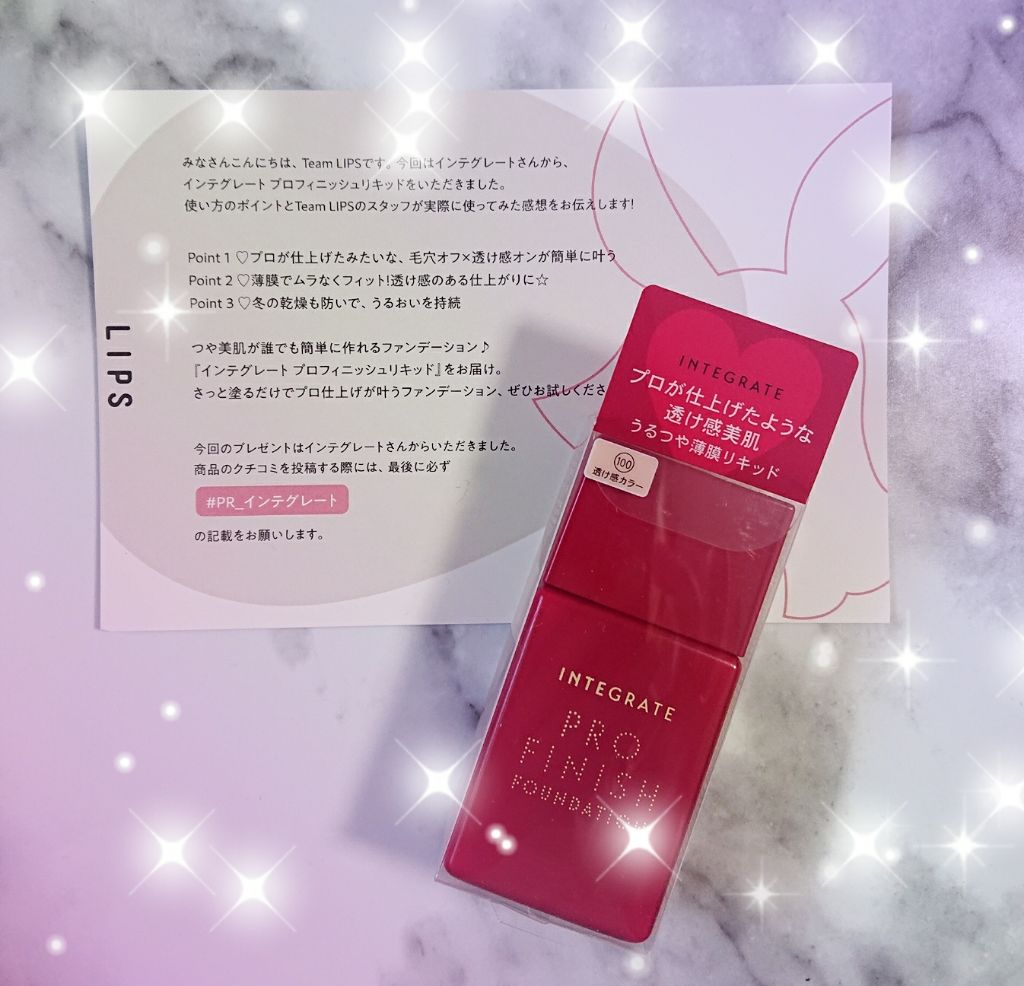 みなさんこんにちは、Team LIPSです。今回はインテグレートさんから、
インテグレート プロフィニッシュリキッドをいただきました。
使い方のポイントとTeam LIPSのスタッフが実際に使ってみた感想をお伝えします!
Point 1 ♡プロが仕上げたみたいな、毛穴オフ×透け感オンが簡単に叶う
Point 2 ♡薄膜でムラなくフィット!透け感のある仕上がりに☆
Point 3 ♡冬の乾燥も防いで、うるおいを持続
LIPS
つや美肌が誰でも簡単に作れるファンデーション♪
『インテグレート プロフィニッシュリキッド』をお届け。
さっと塗るだけでプロ仕上げが叶うファンデーション、ぜひお試しくださ
今回のプレゼントはインテグレートさんからいただきました。
商品のクチコミを投稿する際には、最後に必ず
#PR_インテグレート
の記載をお願いします。
INTEGRATE
プロが仕上げたような
透け感美肌
うるつや薄膜リキッド
100
透け感カラー
INTEGRATE
PRO
FINISH
FOUNDATION